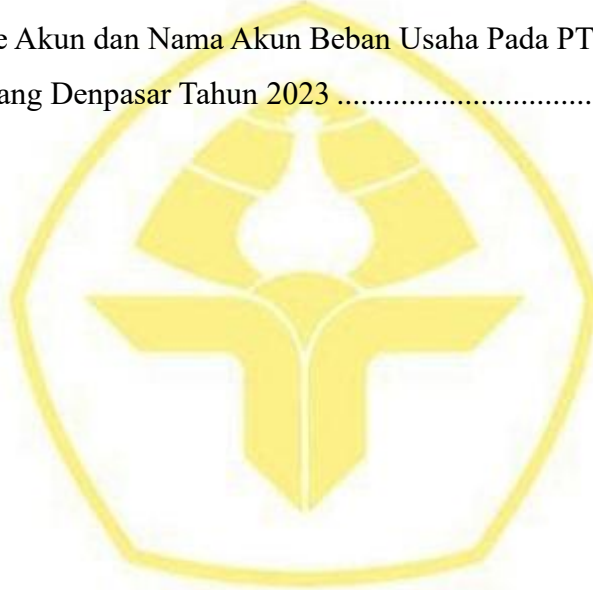 e Akun dan Nama Akun Beban Usaha Pada PT
ang Denpasar Tahun 2023 ................................